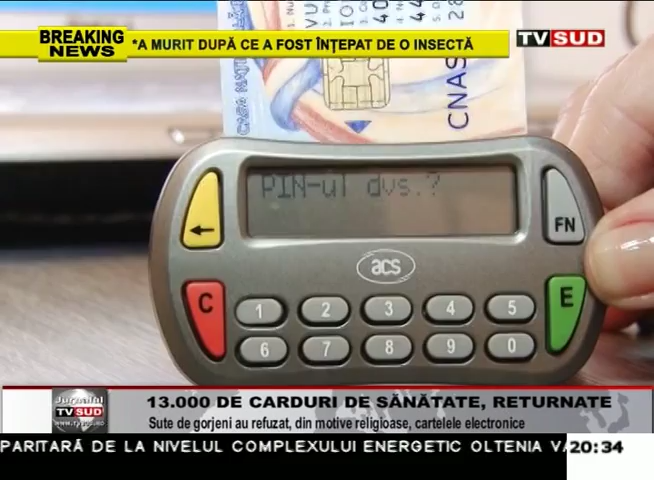 BREAKING NEWS
*A MURIT DUPĂ CE A FOST ÎNŢEPAT DE O INSECTĂ
TV SUD
CNAS
PIN-ul dvs.?
←
FN
acs
C
E
1 2 3 4 5
6 7 8 9 0
Jurnalul
TV SUD
13.000 DE CARDURI DE SĂNĂTATE, RETURNATE
Sute de gorjeni au refuzat, din motive religioase, cartelele electronice
PARITARĂ DE LA NIVELUL COMPLEXULUI ENERGETIC OLTENIA
20:34